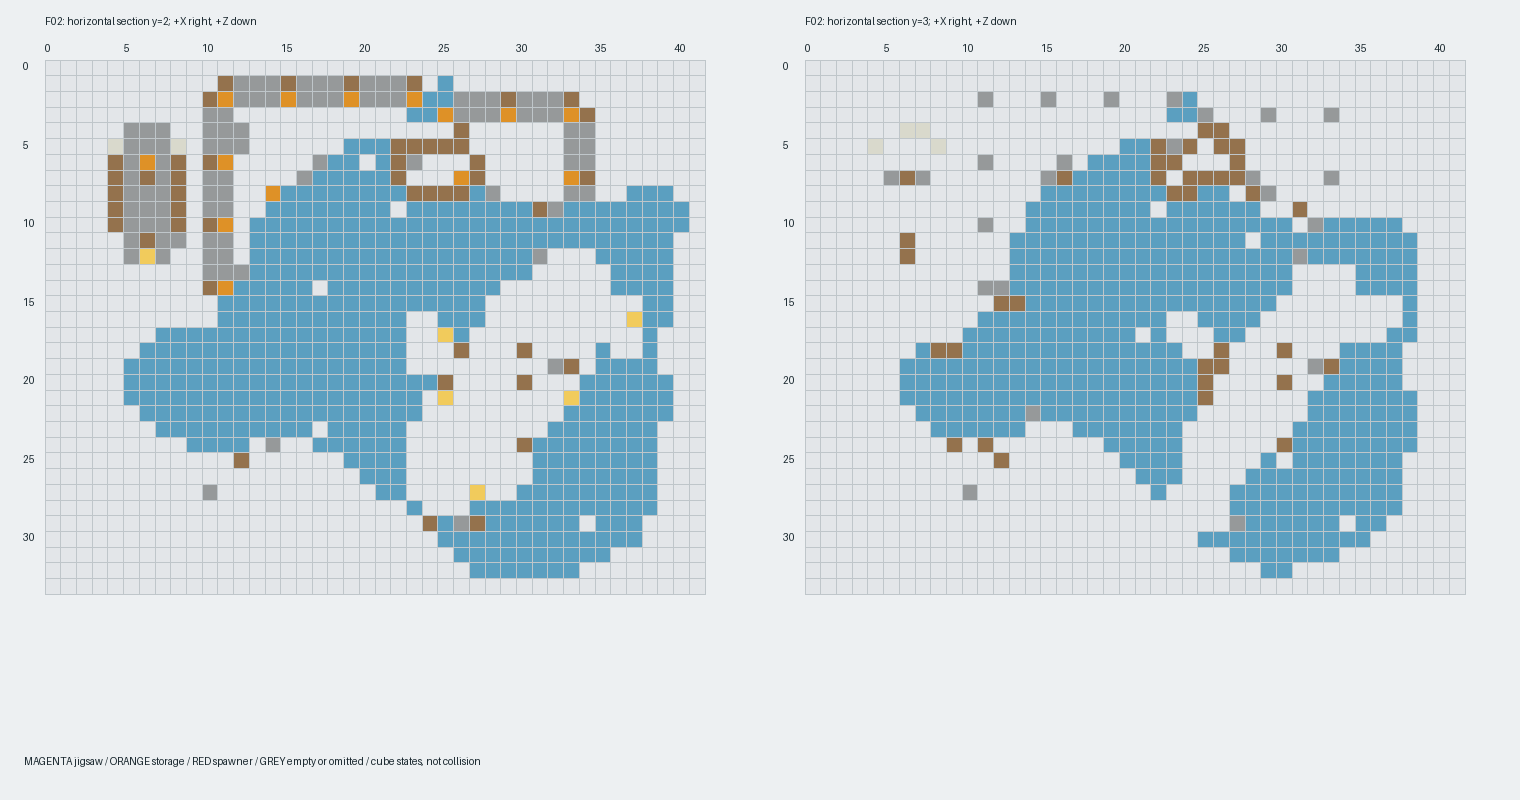 F02: horizontal section y=2; +X right, +Z down
F02: horizontal section y=3; +X right, +Z down
0 5 10 15 20 25 30 35 40
0 5 10 15 20 25 30 35 40
0
0
5
5
10
10
15
15
20
20
25
25
30
30
MAGENTA jigsaw / ORANGE storage / RED spawner / GREY empty or omitted / cube states, not collision